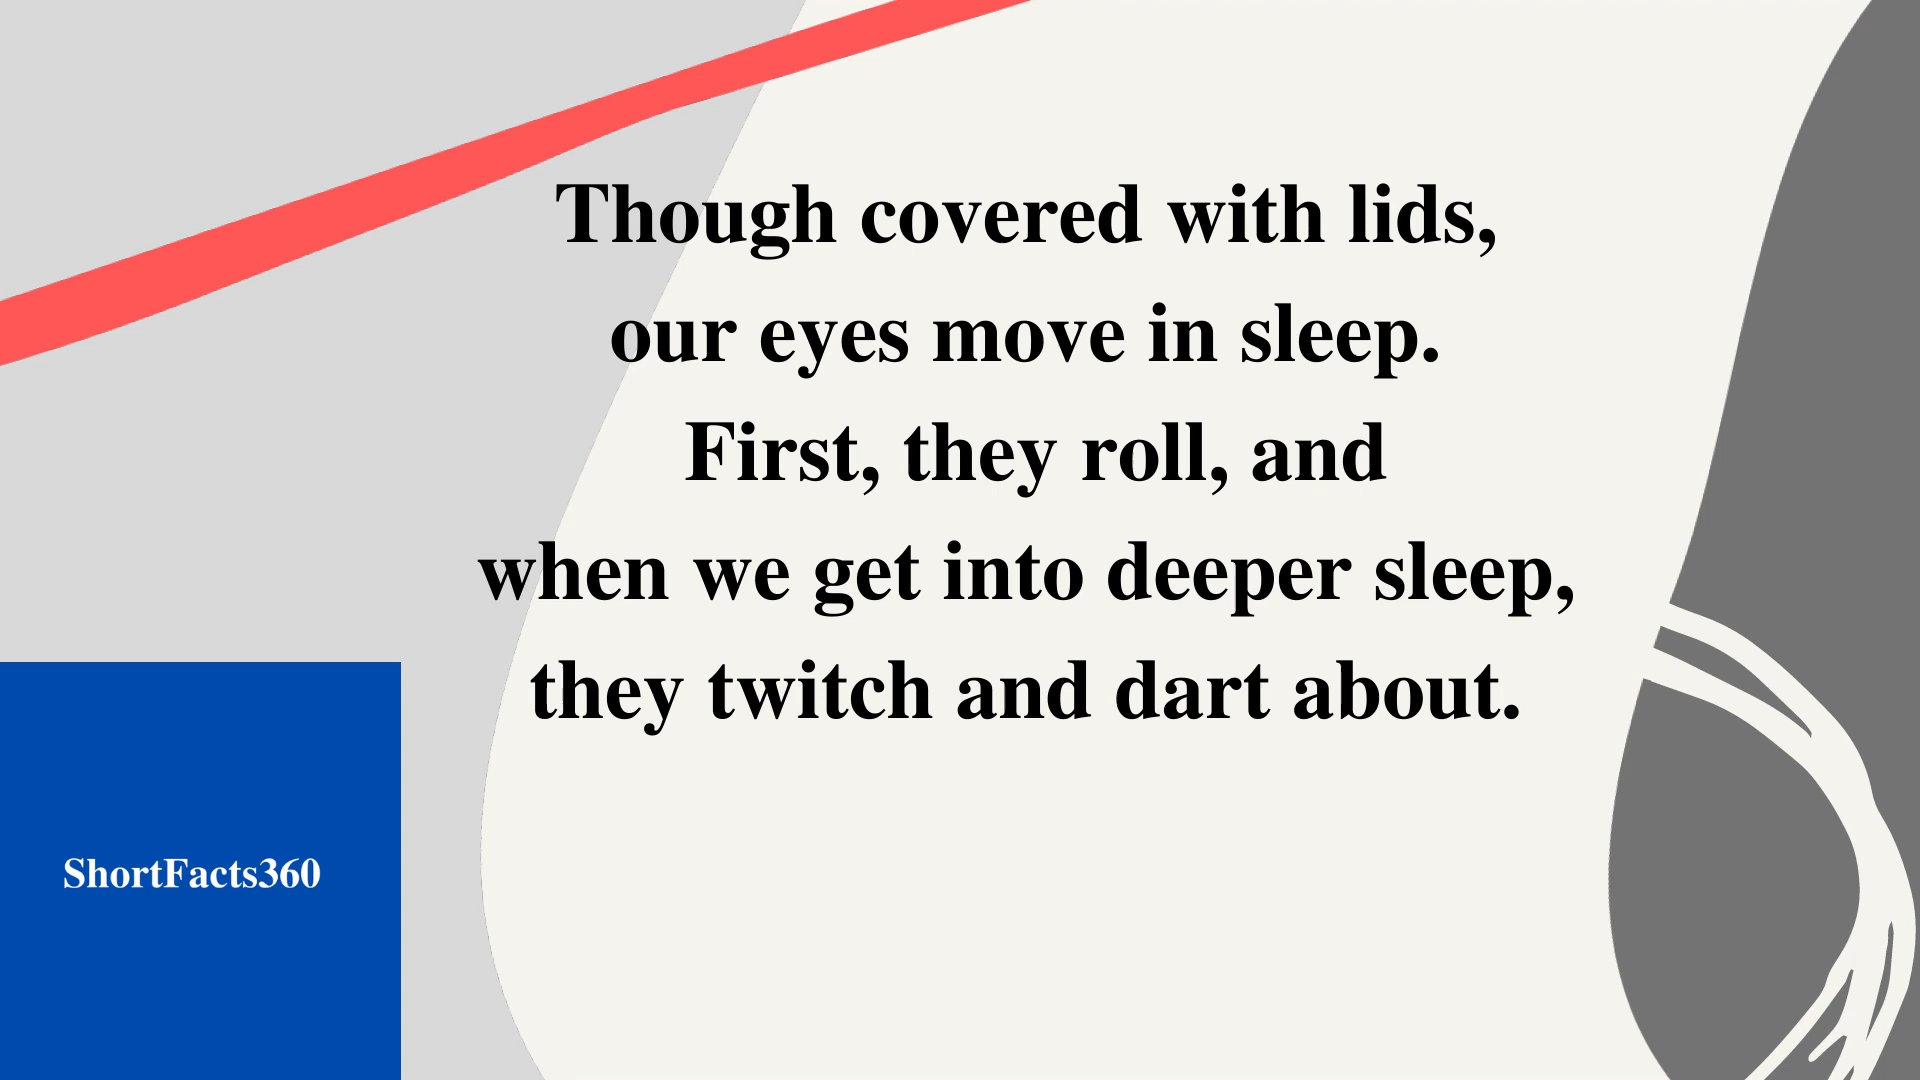 Though covered with lids,
our eyes move in sleep.
First, they roll, and
when we get into deeper sleep,
they twitch and dart about.
ShortFacts360